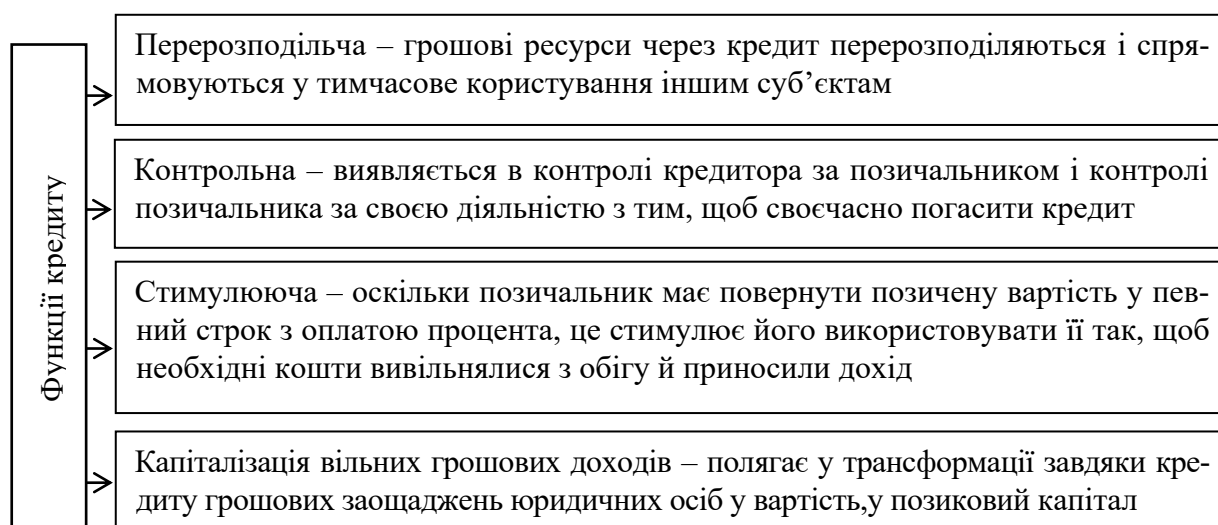 Функції кредиту
Перерозподільча – грошові ресурси через кредит перерозподіляються і спря-
мовуються у тимчасове користування іншим суб’єктам
Контрольна – виявляється в контролі кредитора за позичальником і контролі
позичальника за своєю діяльністю з тим, щоб своєчасно погасити кредит
Стимулююча – оскільки позичальник має повернути позичену вартість у пев-
ний строк з оплатою процента, це стимулює його використовувати її так, щоб
необхідні кошти вивільнялися з обігу й приносили дохід
Капіталізація вільних грошових доходів – полягає у трансформації завдяки кре-
диту грошових заощаджень юридичних осіб у вартість,у позиковий капітал